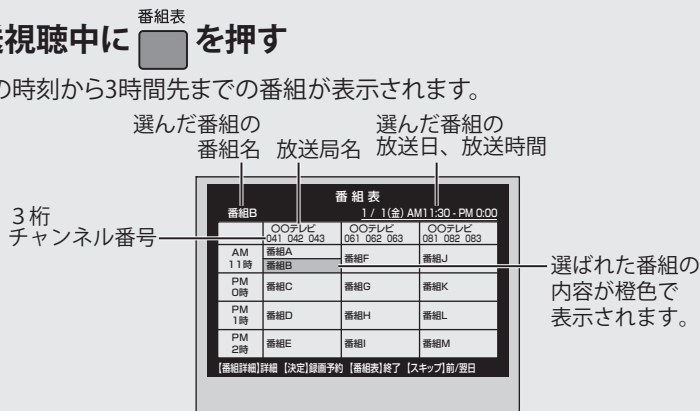 番組表
視聴中に を押す
の時刻から3時間先までの番組が表示されます。
選んだ番組の
番組名
放送局名
選んだ番組の
放送日、放送時間
3桁
チャンネル番号
番 組 表
番組B 1 / 1(金) AM11:30 - PM 0:00
〇〇テレビ 〇〇テレビ 〇〇テレビ
041 042 043 061 062 063 081 082 083
AM 番組A 番組F 番組J
11時 番組B
PM 番組C 番組G 番組K
0時
PM 番組D 番組H 番組L
1時
PM 番組E 番組I 番組M
2時
【番組詳細】詳細 【決定】録画予約 【番組表】終了 【スキップ】前/翌日
選ばれた番組の
内容が橙色で
表示されます。